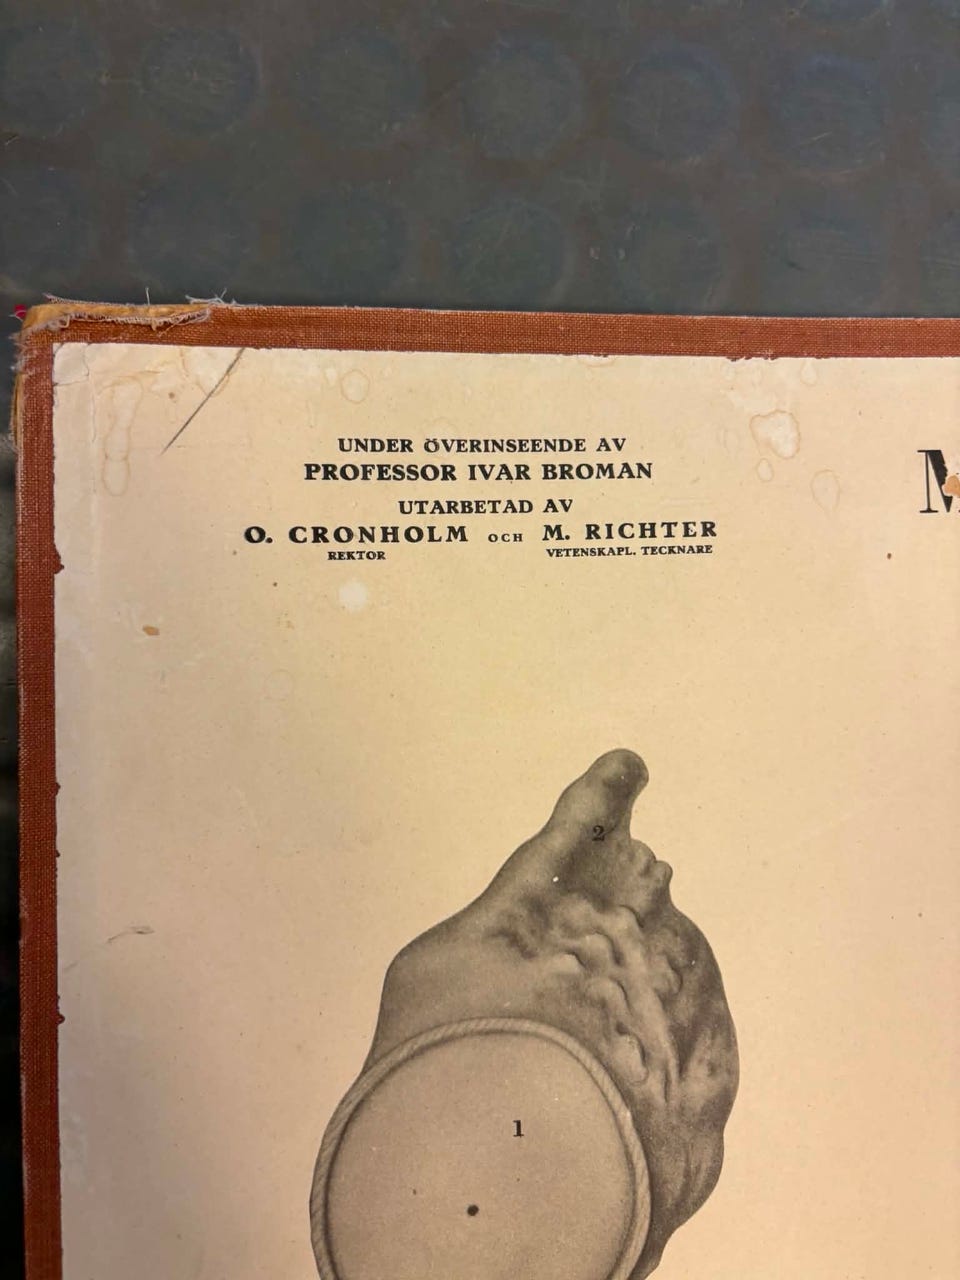 UNDER ÖVERINSEENDE AV
PROFESSOR IVAR BROMAN
UTARBETAD AV
O. CRONHOLM OCH M. RICHTER
REKTOR VETENSKAPL. TECKNARE
M
2
1